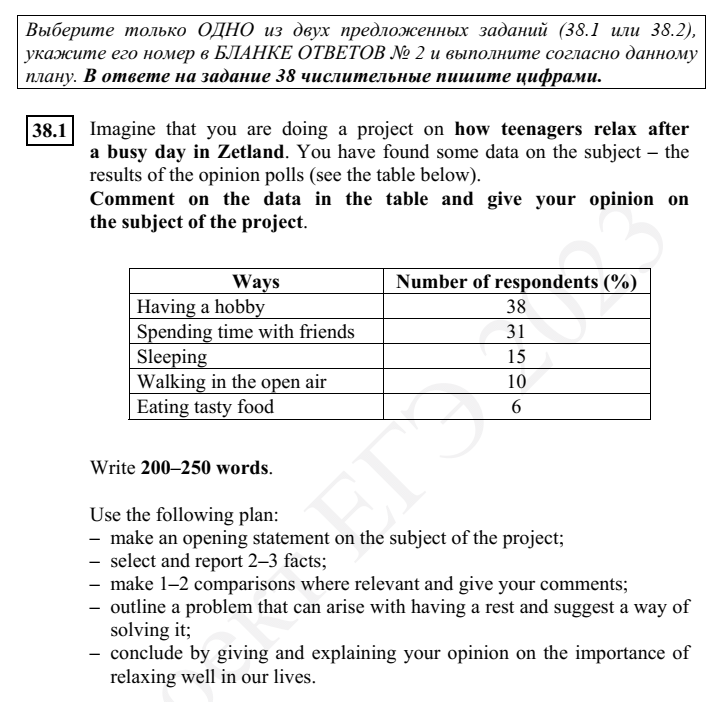 Выберите только ОДНО из двух предложенных заданий (38.1 или 38.2),
укажите его номер в БЛАНКЕ ОТВЕТОВ № 2 и выполните согласно данному
плану. В ответе на задание 38 числительные пишите цифрами.
38.1 Imagine that you are doing a project on how teenagers relax after
a busy day in Zetland. You have found some data on the subject – the
results of the opinion polls (see the table below).
Comment on the data in the table and give your opinion on
the subject of the project.
Ways Number of respondents (%)
Having a hobby 38
Spending time with friends 31
Sleeping 15
Walking in the open air 10
Eating tasty food 6
Write 200–250 words.
Use the following plan:
– make an opening statement on the subject of the project;
– select and report 2–3 facts;
– make 1–2 comparisons where relevant and give your comments;
– outline a problem that can arise with having a rest and suggest a way of
solving it;
– conclude by giving and explaining your opinion on the importance of
relaxing well in our lives.
оект ЕГЭ 2023